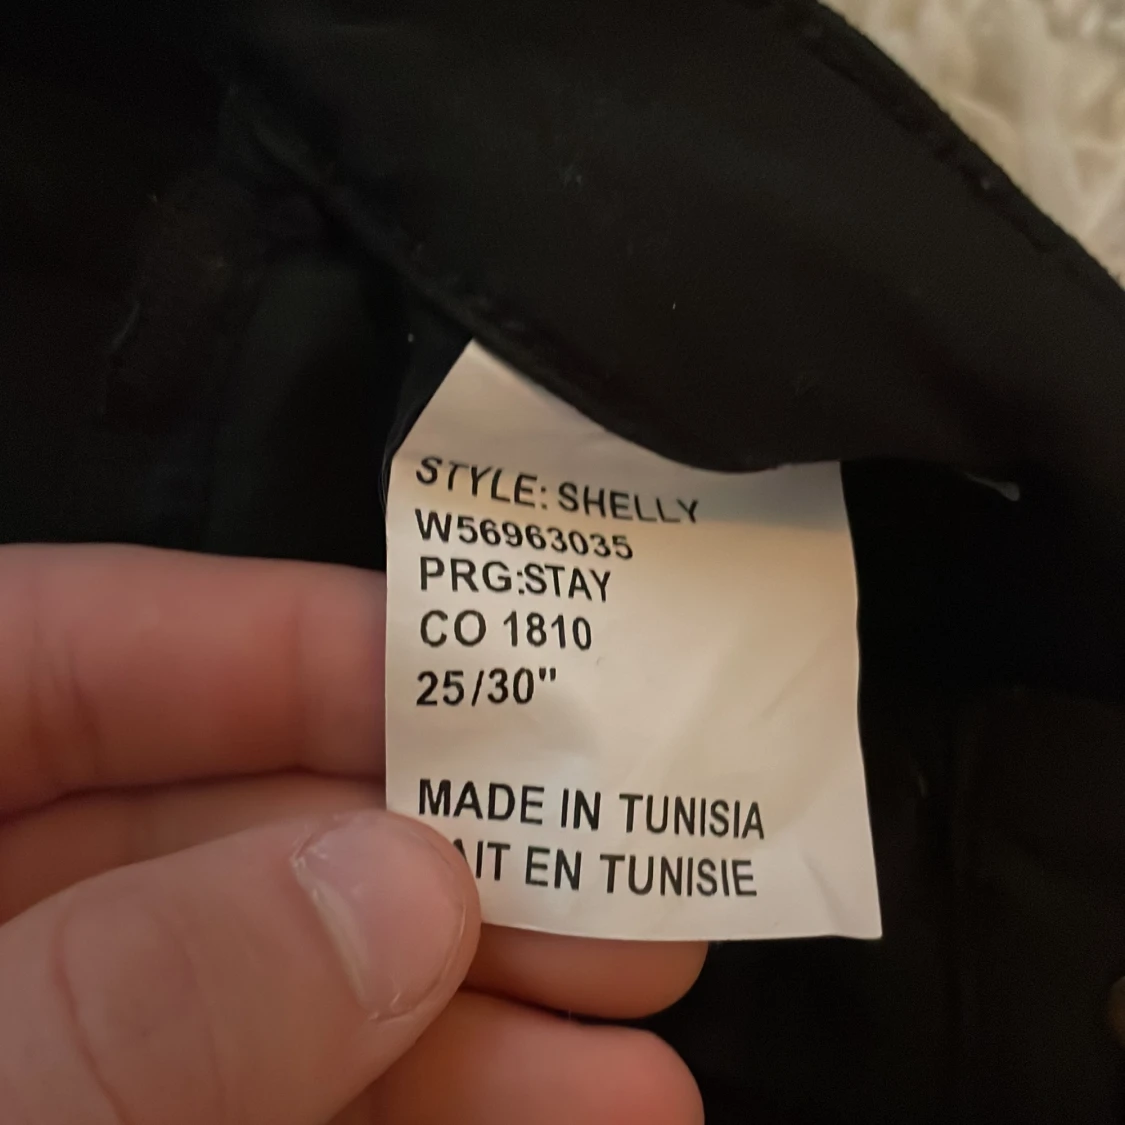 STYLE: SHELLY
W56963035
PRG:STAY
CO 1810
25/30"
MADE IN TUNISIA
EN TUNISIE